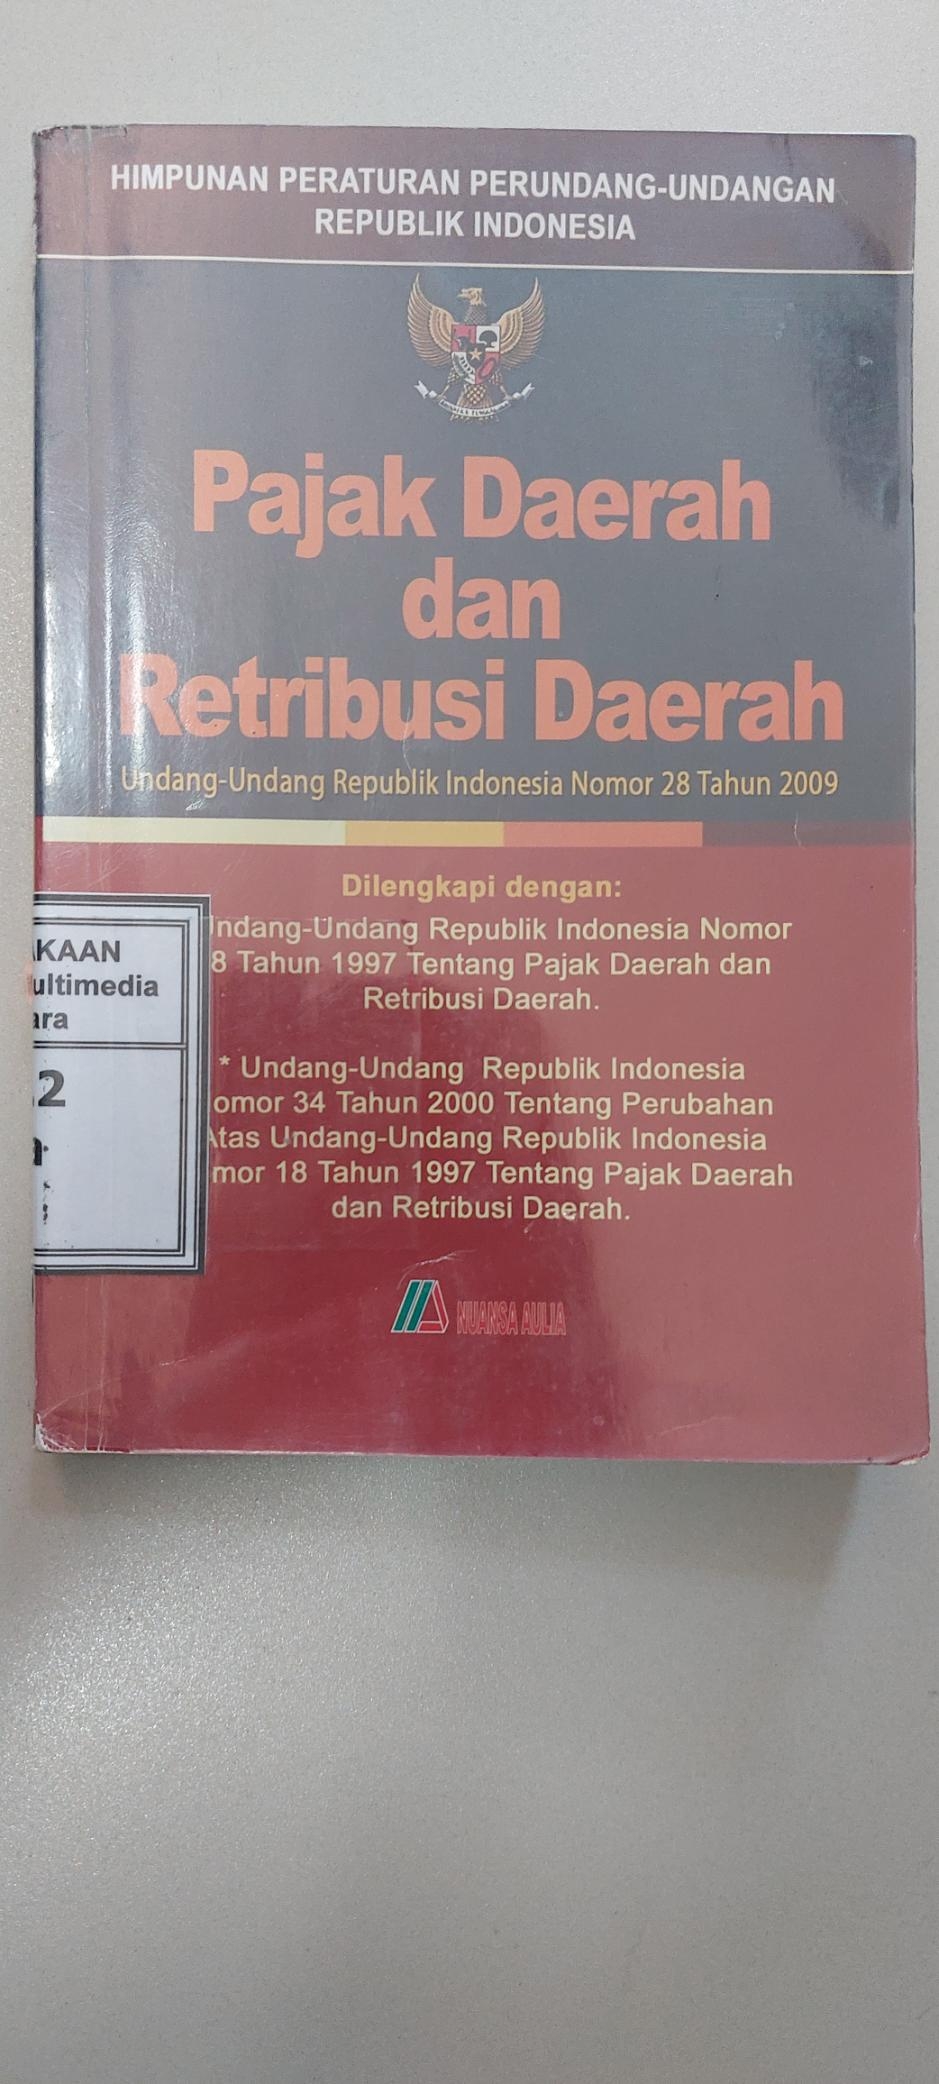 HIMPUNAN PERATURAN PERUNDANG-UNDANGAN
REPUBLIK INDONESIA
Pajak Daerah
dan
Retribusi Daerah
Undang-Undang Republik Indonesia Nomor 28 Tahun 2009
Dilengkapi dengan:
Undang-Undang Republik Indonesia Nomor
8 Tahun 1997 Tentang Pajak Daerah dan
Retribusi Daerah.
* Undang-Undang Republik Indonesia
omor 34 Tahun 2000 Tentang Perubahan
Atas Undang-Undang Republik Indonesia
mor 18 Tahun 1997 Tentang Pajak Daerah
dan Retribusi Daerah.
NUANSA AULIA
AKAAN
ultimedia
ara
.2
a